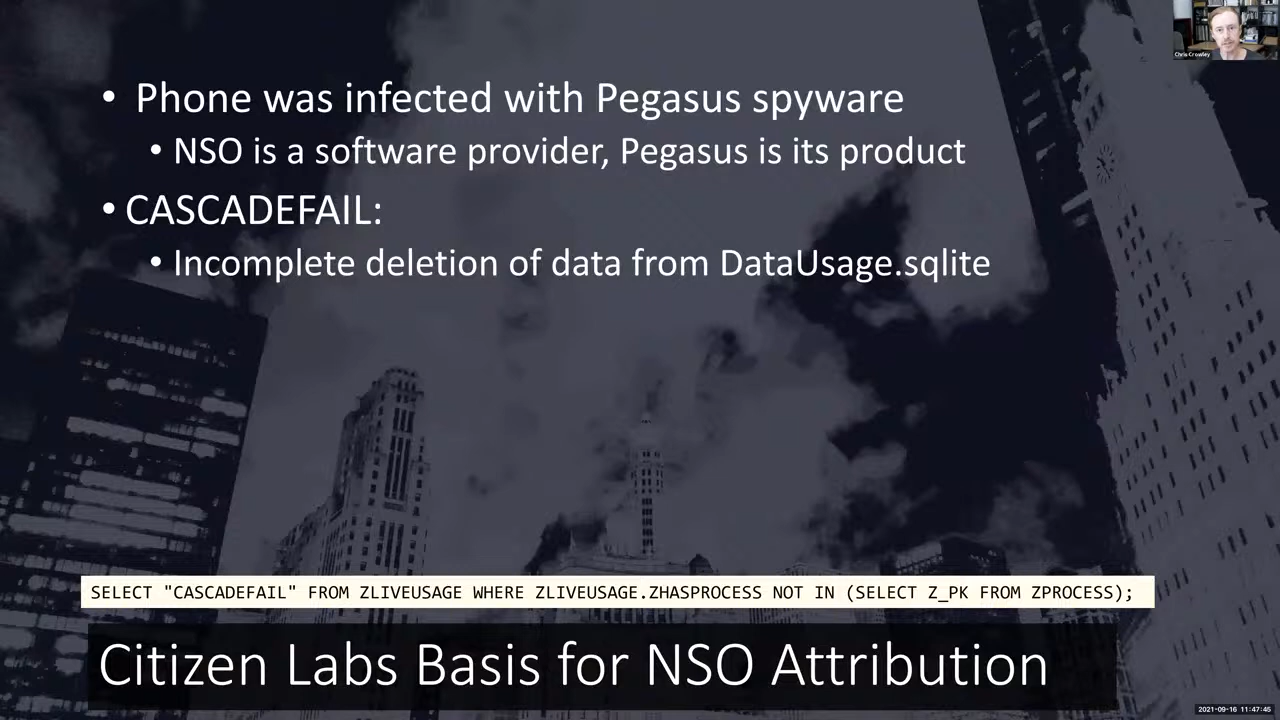 Chris Crowley
• Phone was infected with Pegasus spyware
• NSO is a software provider, Pegasus is its product
• CASCADEFAIL:
• Incomplete deletion of data from DataUsage.sqlite
SELECT "CASCADEFAIL" FROM ZLIVEUSAGE WHERE ZLIVEUSAGE.ZHASPROCESS NOT IN (SELECT Z_PK FROM ZPROCESS);
Citizen Labs Basis for NSO Attribution
2021-09-16 11:47:45